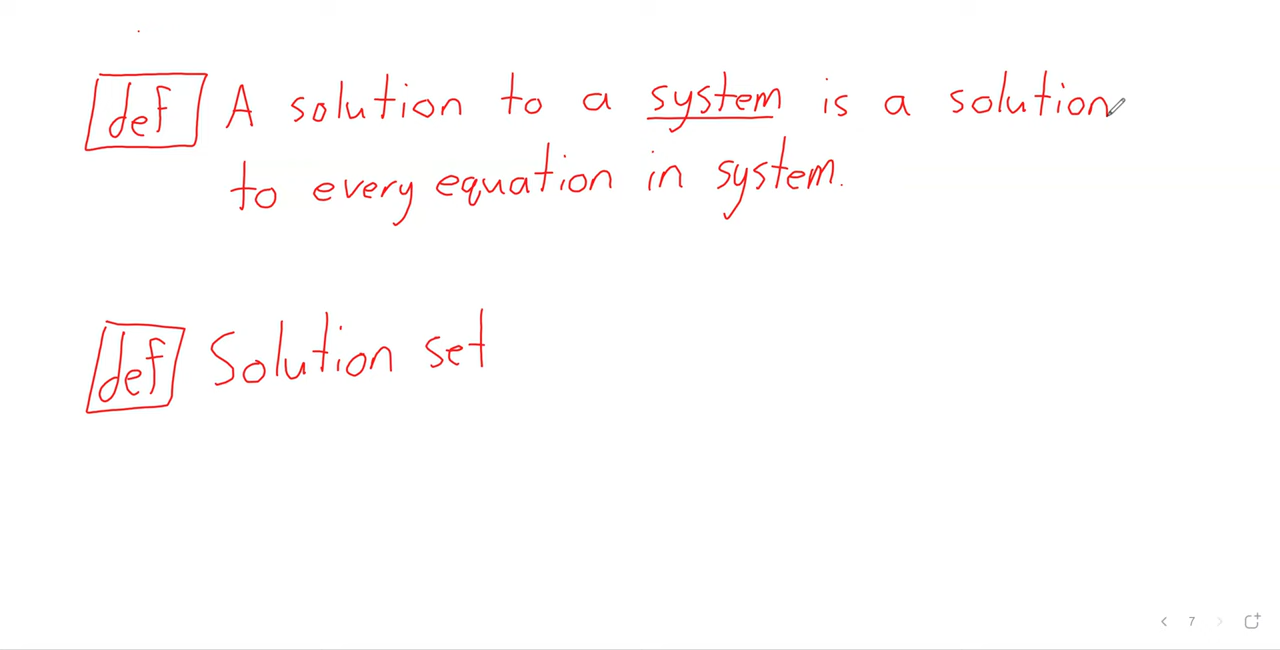 def A solution to a system is a solution
to every equation in system.
def Solution set
7